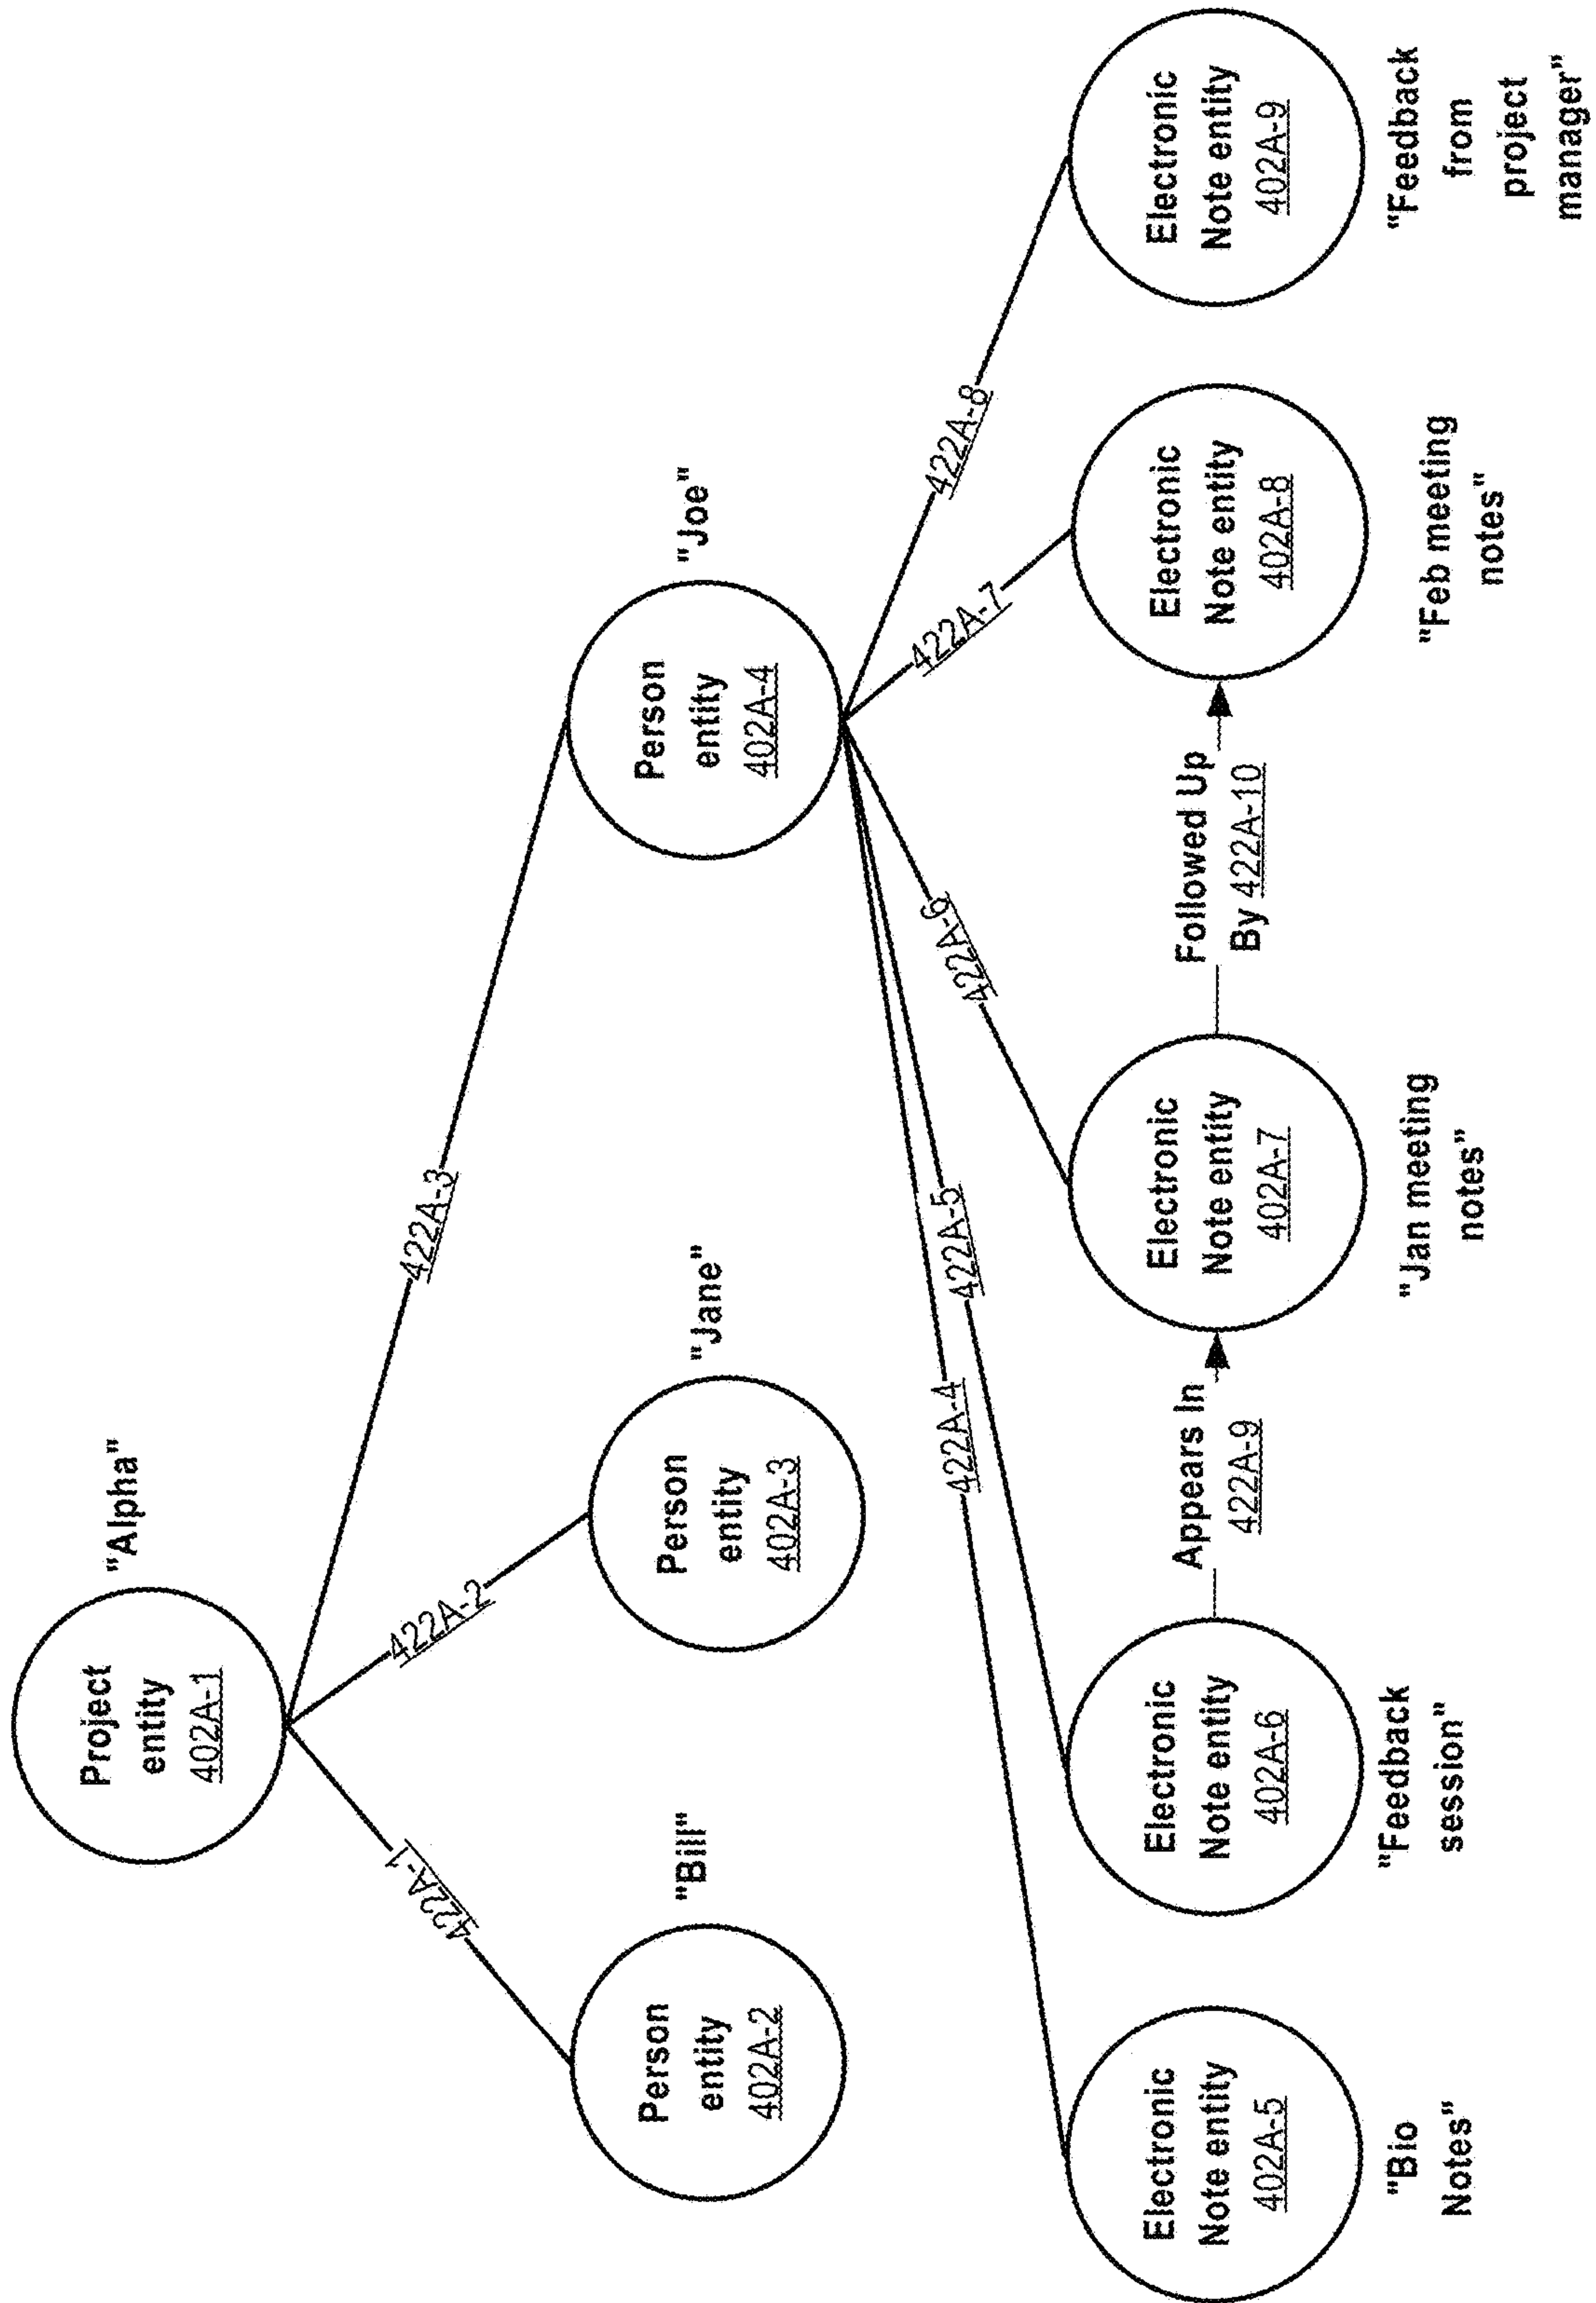 "Alpha"
Project
entity
402A-1
422A-1
422A-2
422A-3
"Bill"
Person
entity
402A-2
"Jane"
Person
entity
402A-3
"Joe"
Person
entity
402A-4
422A-4
422A-5
422A-6
422A-7
422A-8
Electronic
Note entity
402A-5
"Bio
Notes"
Electronic
Note entity
402A-6
"Feedback
session"
Appears In
422A-9
Electronic
Note entity
402A-7
"Jan meeting
notes"
Followed Up
By 422A-10
Electronic
Note entity
402A-8
"Feb meeting
notes"
Electronic
Note entity
402A-9
"Feedback
from
project
manager"